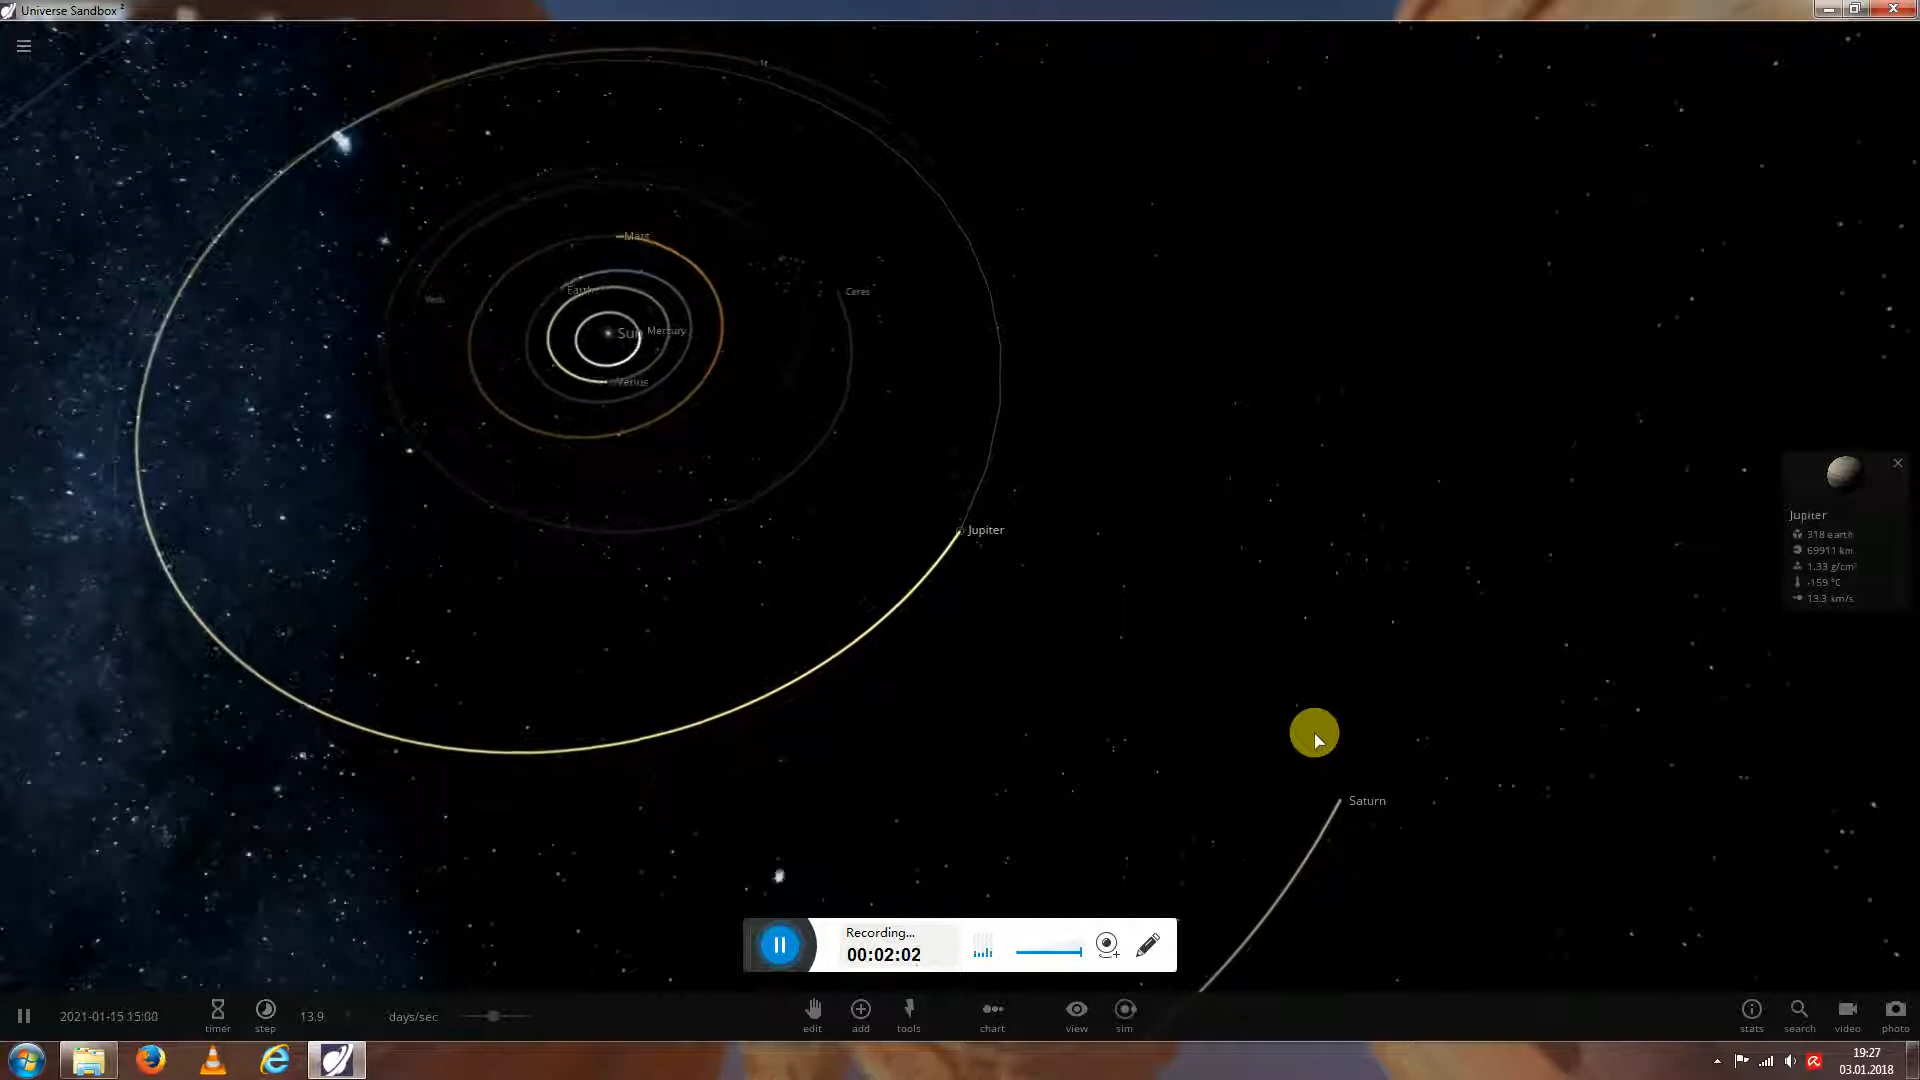 Universe Sandbox ²
Mars
Earth
Vesta
Ceres
Sun
Mercury
Venus
Jupiter
Jupiter
318 earth
69911 km
1.33 g/cm³
-159 °C
13.3 km/s
Saturn
Recording...
00:02:02
2021-01-15 15:00
timer
step
13.9
days/sec
edit
add
tools
chart
view
sim
stats
search
video
photo
19:27
03.01.2018